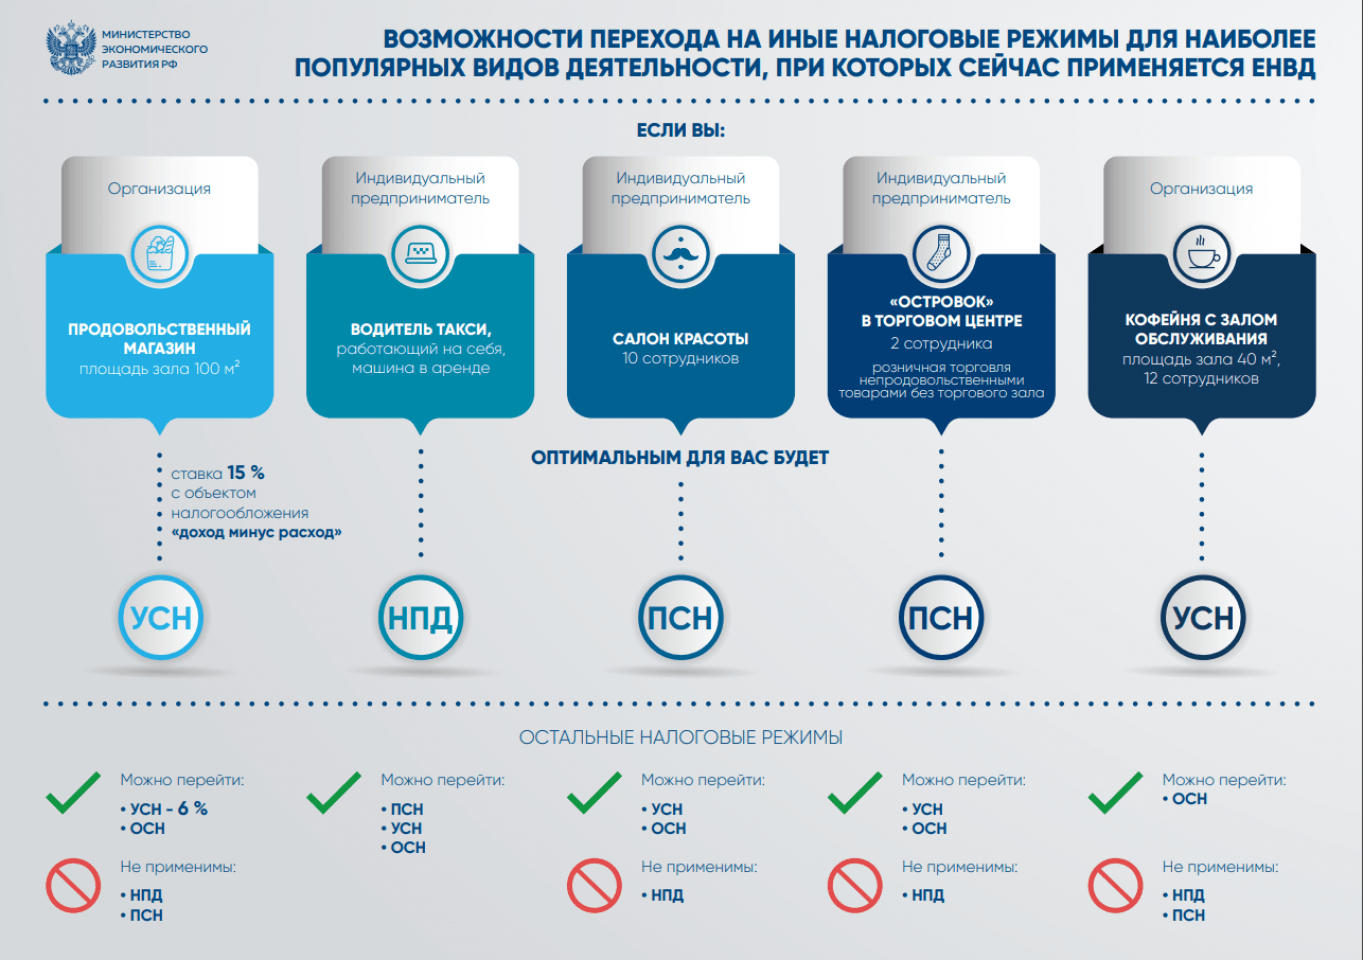 МИНИСТЕРСТВО
ЭКОНОМИЧЕСКОГО
РАЗВИТИЯ РФ
ВОЗМОЖНОСТИ ПЕРЕХОДА НА ИНЫЕ НАЛОГОВЫЕ РЕЖИМЫ ДЛЯ НАИБОЛЕЕ
ПОПУЛЯРНЫХ ВИДОВ ДЕЯТЕЛЬНОСТИ, ПРИ КОТОРЫХ СЕЙЧАС ПРИМЕНЯЕТСЯ ЕНВД
ЕСЛИ ВЫ:
Организация
ПРОДОВОЛЬСТВЕННЫЙ
МАГАЗИН
площадь зала 100 м²
Индивидуальный
предприниматель
ВОДИТЕЛЬ ТАКСИ,
работающий на себя,
машина в аренде
Индивидуальный
предприниматель
САЛОН КРАСОТЫ
10 сотрудников
Индивидуальный
предприниматель
«ОСТРОВОК»
В ТОРГОВОМ ЦЕНТРЕ
2 сотрудника
розничная торговля
непродовольственными
товарами без торгового зала
Организация
КОФЕЙНЯ С ЗАЛОМ
ОБСЛУЖИВАНИЯ
площадь зала 40 м²,
12 сотрудников
ОПТИМАЛЬНЫМ ДЛЯ ВАС БУДЕТ
ставка 15 %
с объектом
налогообложения
«доход минус расход»
УСН
НПД
ПСН
ПСН
УСН
ОСТАЛЬНЫЕ НАЛОГОВЫЕ РЕЖИМЫ
Можно перейти:
• УСН - 6 %
• ОСН
Не применимы:
• НПД
• ПСН
Можно перейти:
• ПСН
• УСН
• ОСН
Можно перейти:
• УСН
• ОСН
Не применимы:
• НПД
Можно перейти:
• УСН
• ОСН
Не применимы:
• НПД
Можно перейти:
• ОСН
Не применимы:
• НПД
• ПСН